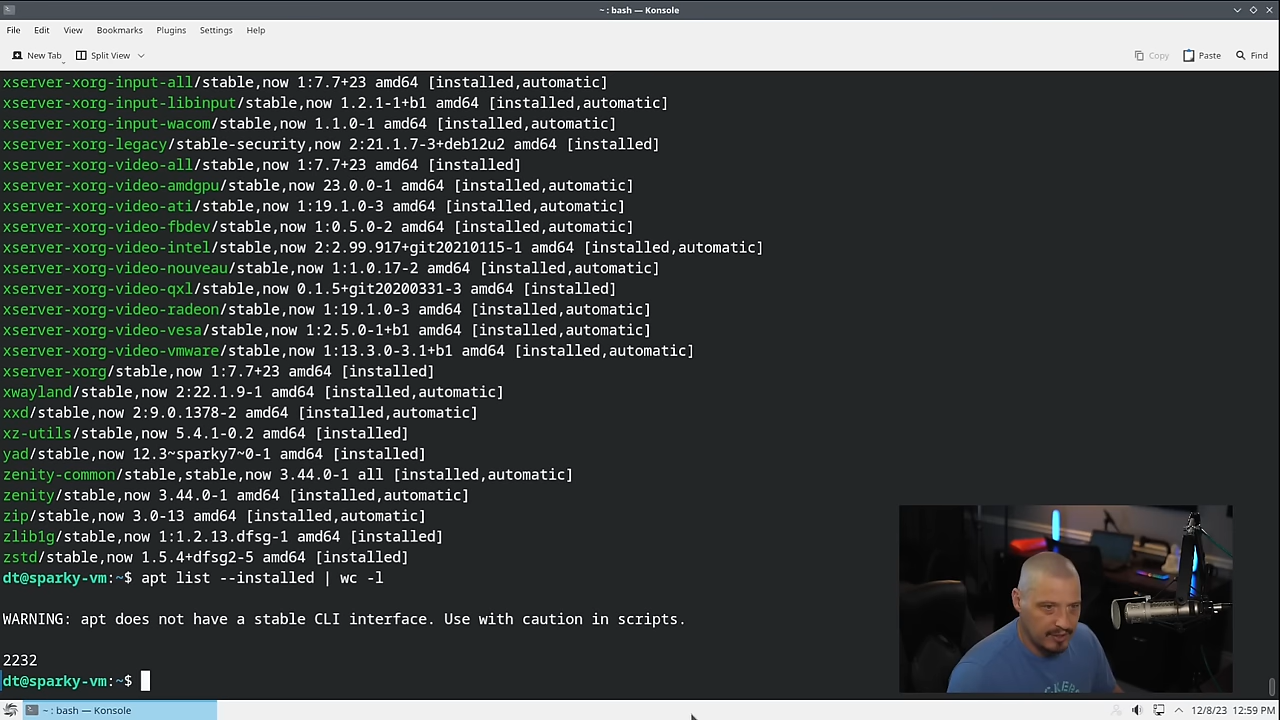 ~ : bash — Konsole
File Edit View Bookmarks Plugins Settings Help
New Tab Split View Copy Paste Find
xserver-xorg-input-all/stable,now 1:7.7+23 amd64 [installed,automatic]
xserver-xorg-input-libinput/stable,now 1.2.1-1+b1 amd64 [installed,automatic]
xserver-xorg-input-wacom/stable,now 1.1.0-1 amd64 [installed,automatic]
xserver-xorg-legacy/stable-security,now 2:21.1.7-3+deb12u2 amd64 [installed]
xserver-xorg-video-all/stable,now 1:7.7+23 amd64 [installed]
xserver-xorg-video-amdgpu/stable,now 23.0.0-1 amd64 [installed,automatic]
xserver-xorg-video-ati/stable,now 1:19.1.0-3 amd64 [installed,automatic]
xserver-xorg-video-fbdev/stable,now 1:0.5.0-2 amd64 [installed,automatic]
xserver-xorg-video-intel/stable,now 2:2.99.917+git20210115-1 amd64 [installed,automatic]
xserver-xorg-video-nouveau/stable,now 1:1.0.17-2 amd64 [installed,automatic]
xserver-xorg-video-qxl/stable,now 0.1.5+git20200331-3 amd64 [installed]
xserver-xorg-video-radeon/stable,now 1:19.1.0-3 amd64 [installed,automatic]
xserver-xorg-video-vesa/stable,now 1:2.5.0-1+b1 amd64 [installed,automatic]
xserver-xorg-video-vmware/stable,now 1:13.3.0-3.1+b1 amd64 [installed,automatic]
xserver-xorg/stable,now 1:7.7+23 amd64 [installed]
xwayland/stable,now 2:22.1.9-1 amd64 [installed,automatic]
xxd/stable,now 2:9.0.1378-2 amd64 [installed,automatic]
xz-utils/stable,now 5.4.1-0.2 amd64 [installed]
yad/stable,now 12.3~sparky7~0-1 amd64 [installed]
zenity-common/stable,stable,now 3.44.0-1 all [installed,automatic]
zenity/stable,now 3.44.0-1 amd64 [installed,automatic]
zip/stable,now 3.0-13 amd64 [installed,automatic]
zlib1g/stable,now 1:1.2.13.dfsg-1 amd64 [installed]
zstd/stable,now 1.5.4+dfsg2-5 amd64 [installed]
dt@sparky-vm:~$ apt list --installed | wc -l
WARNING: apt does not have a stable CLI interface. Use with caution in scripts.
2232
dt@sparky-vm:~$
~ : bash — Konsole 12/8/23 12:59 PM